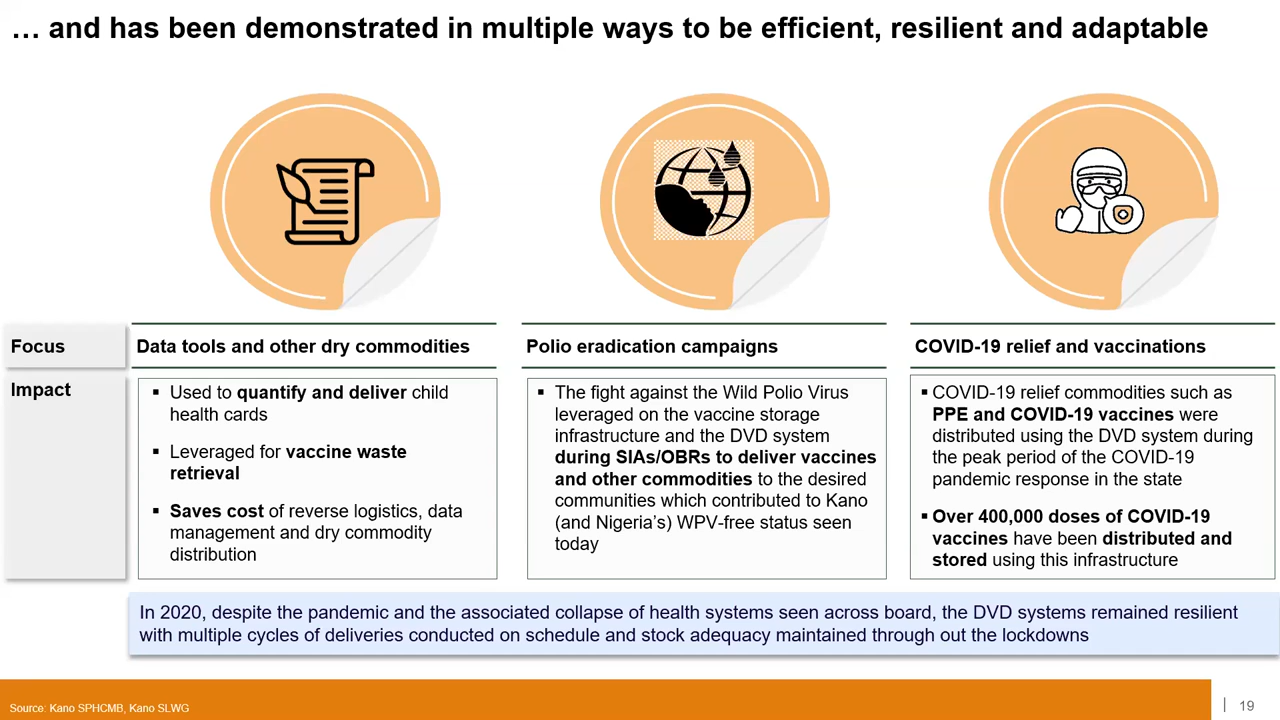 … and has been demonstrated in multiple ways to be efficient, resilient and adaptable
Focus
Data tools and other dry commodities
Polio eradication campaigns
COVID-19 relief and vaccinations
Impact
▪ Used to quantify and deliver child
health cards
▪ Leveraged for vaccine waste
retrieval
▪ Saves cost of reverse logistics, data
management and dry commodity
distribution
▪ The fight against the Wild Polio Virus
leveraged on the vaccine storage
infrastructure and the DVD system
during SIAs/OBRs to deliver vaccines
and other commodities to the desired
communities which contributed to Kano
(and Nigeria’s) WPV-free status seen
today
▪ COVID-19 relief commodities such as
PPE and COVID-19 vaccines were
distributed using the DVD system during
the peak period of the COVID-19
pandemic response in the state
▪ Over 400,000 doses of COVID-19
vaccines have been distributed and
stored using this infrastructure
In 2020, despite the pandemic and the associated collapse of health systems seen across board, the DVD systems remained resilient
with multiple cycles of deliveries conducted on schedule and stock adequacy maintained through out the lockdowns
Source: Kano SPHCMB, Kano SLWG
| 19